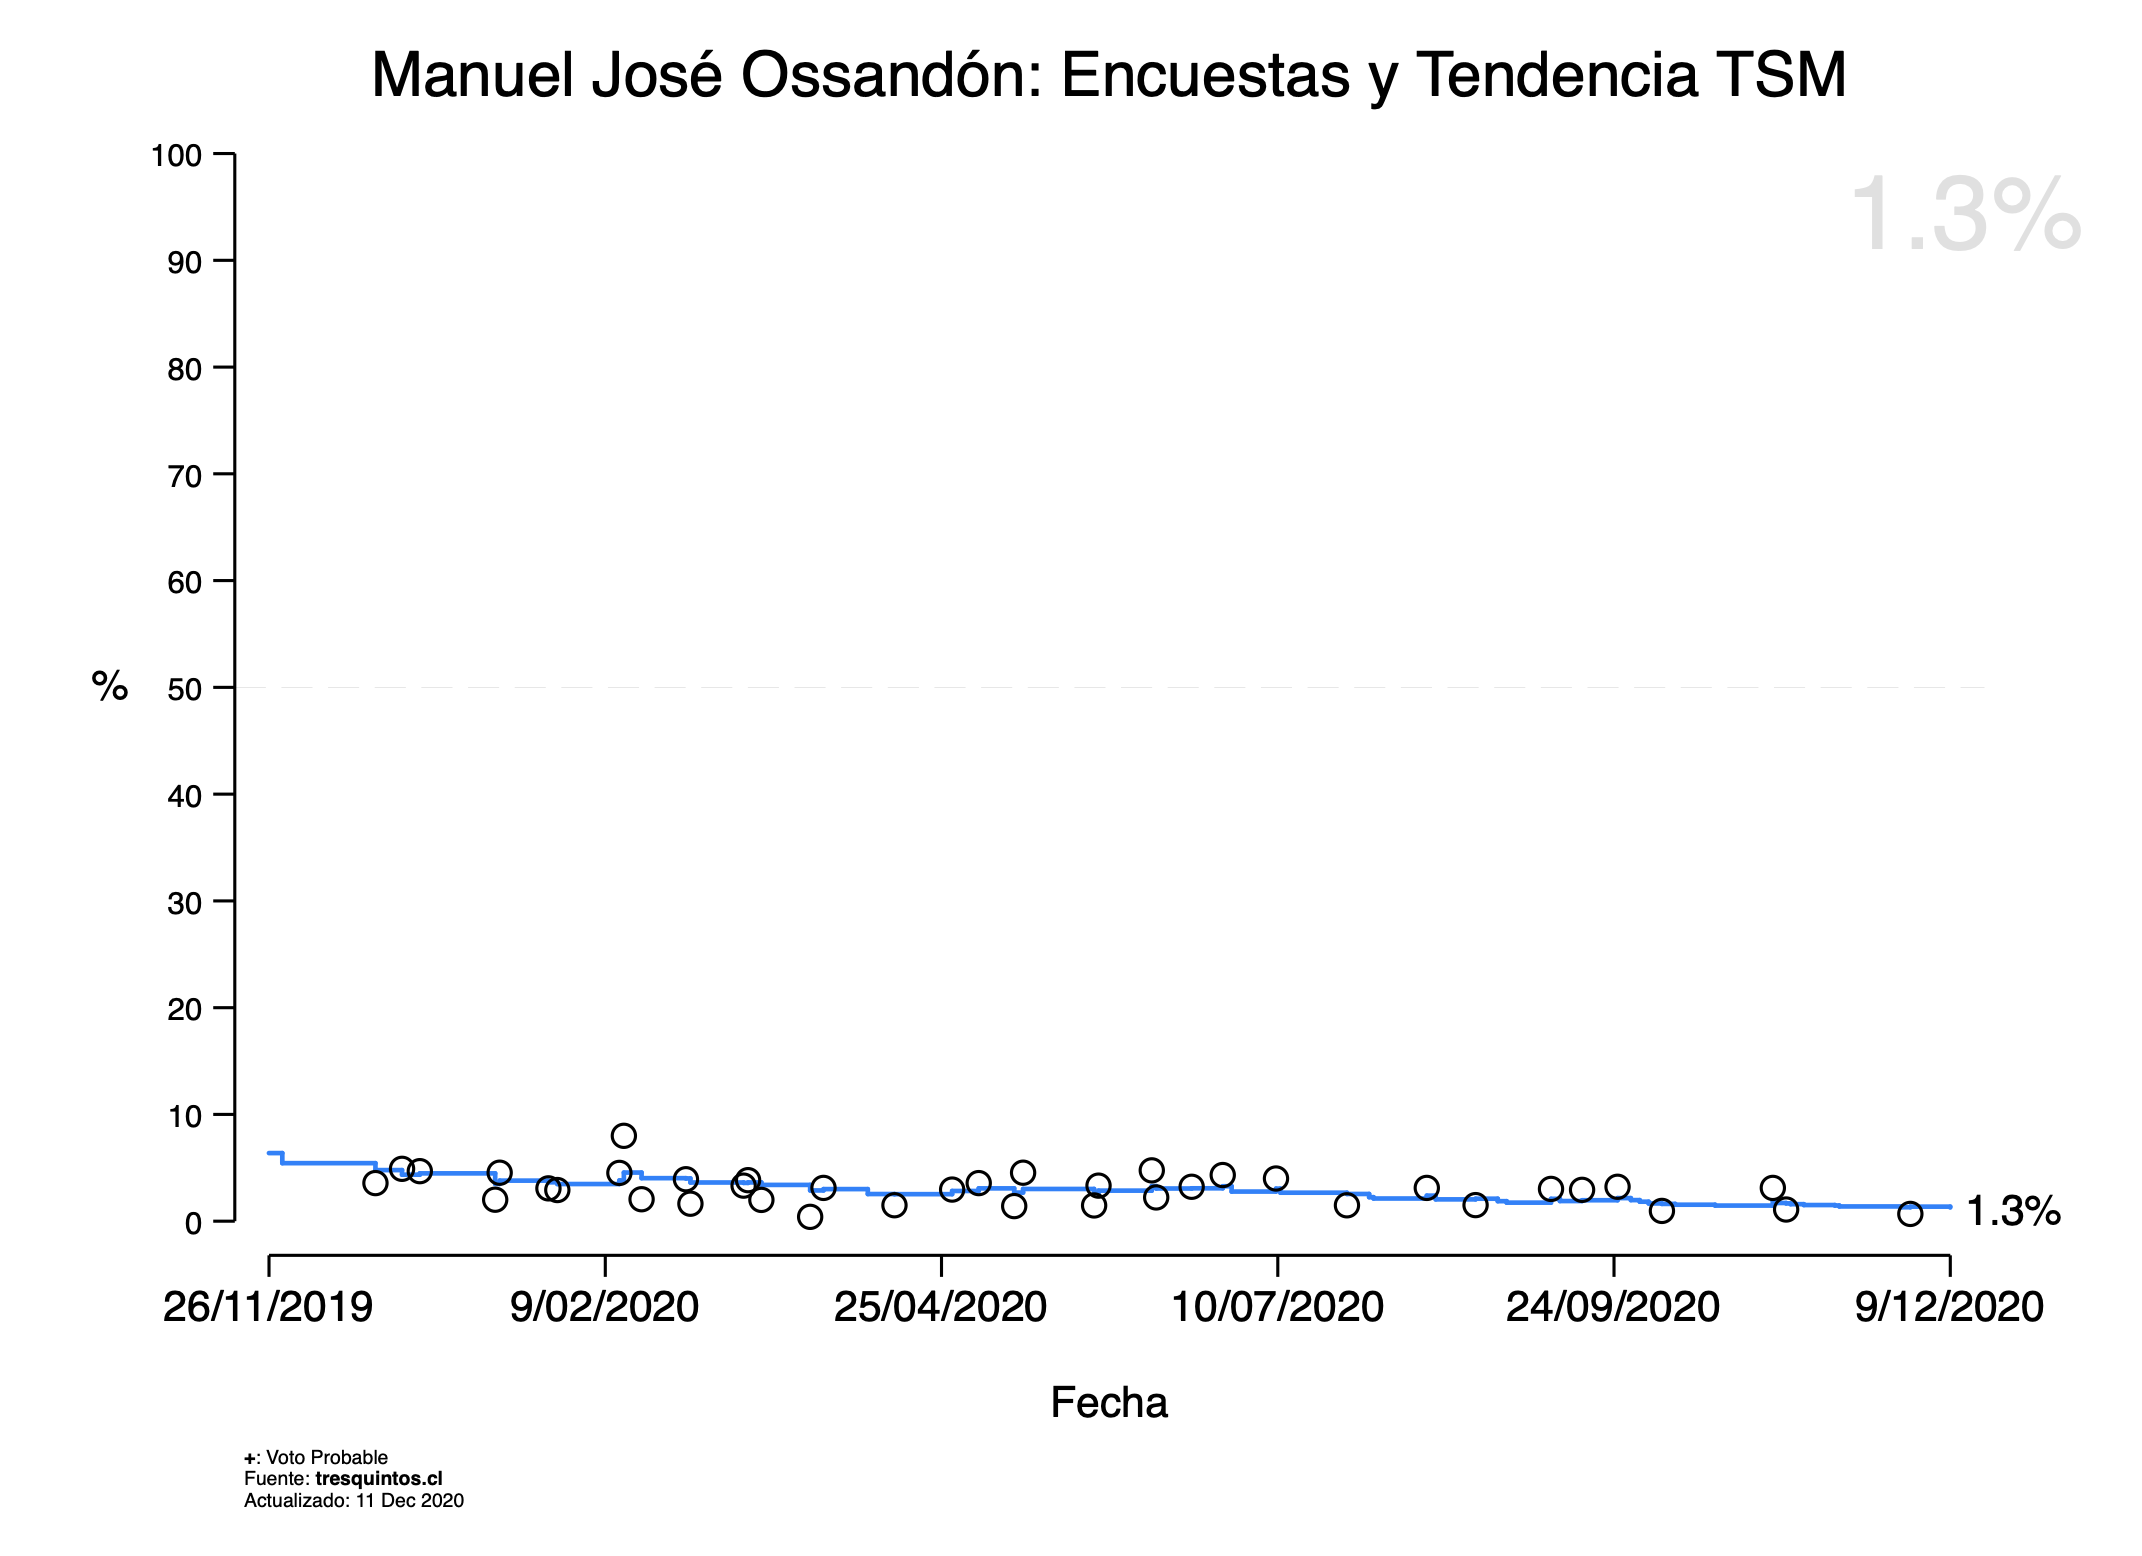 Manuel José Ossandón: Encuestas y Tendencia TSM
100
1.3%
90
80
70
60
% 50
40
30
20
10
0
1.3%
26/11/2019 9/02/2020 25/04/2020 10/07/2020 24/09/2020 9/12/2020
Fecha
+: Voto Probable
Fuente: tresquintos.cl
Actualizado: 11 Dec 2020